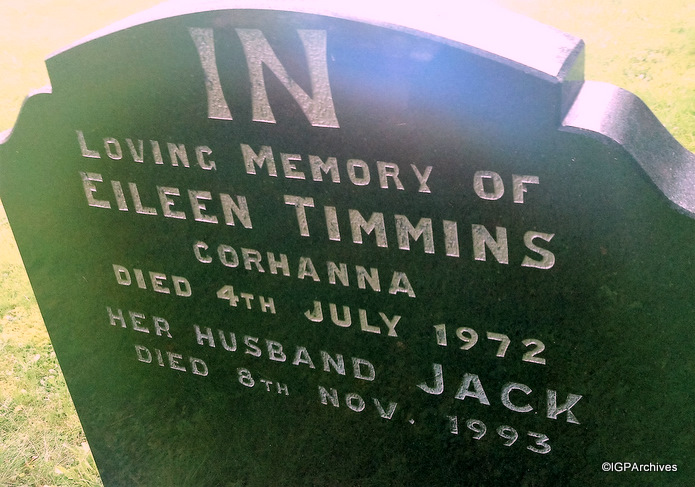 IN
LOVING MEMORY OF
EILEEN TIMMINS
CORHANNA
DIED 4TH JULY 1972
HER HUSBAND JACK
DIED 8TH NOV. 1993
©IGPArchives